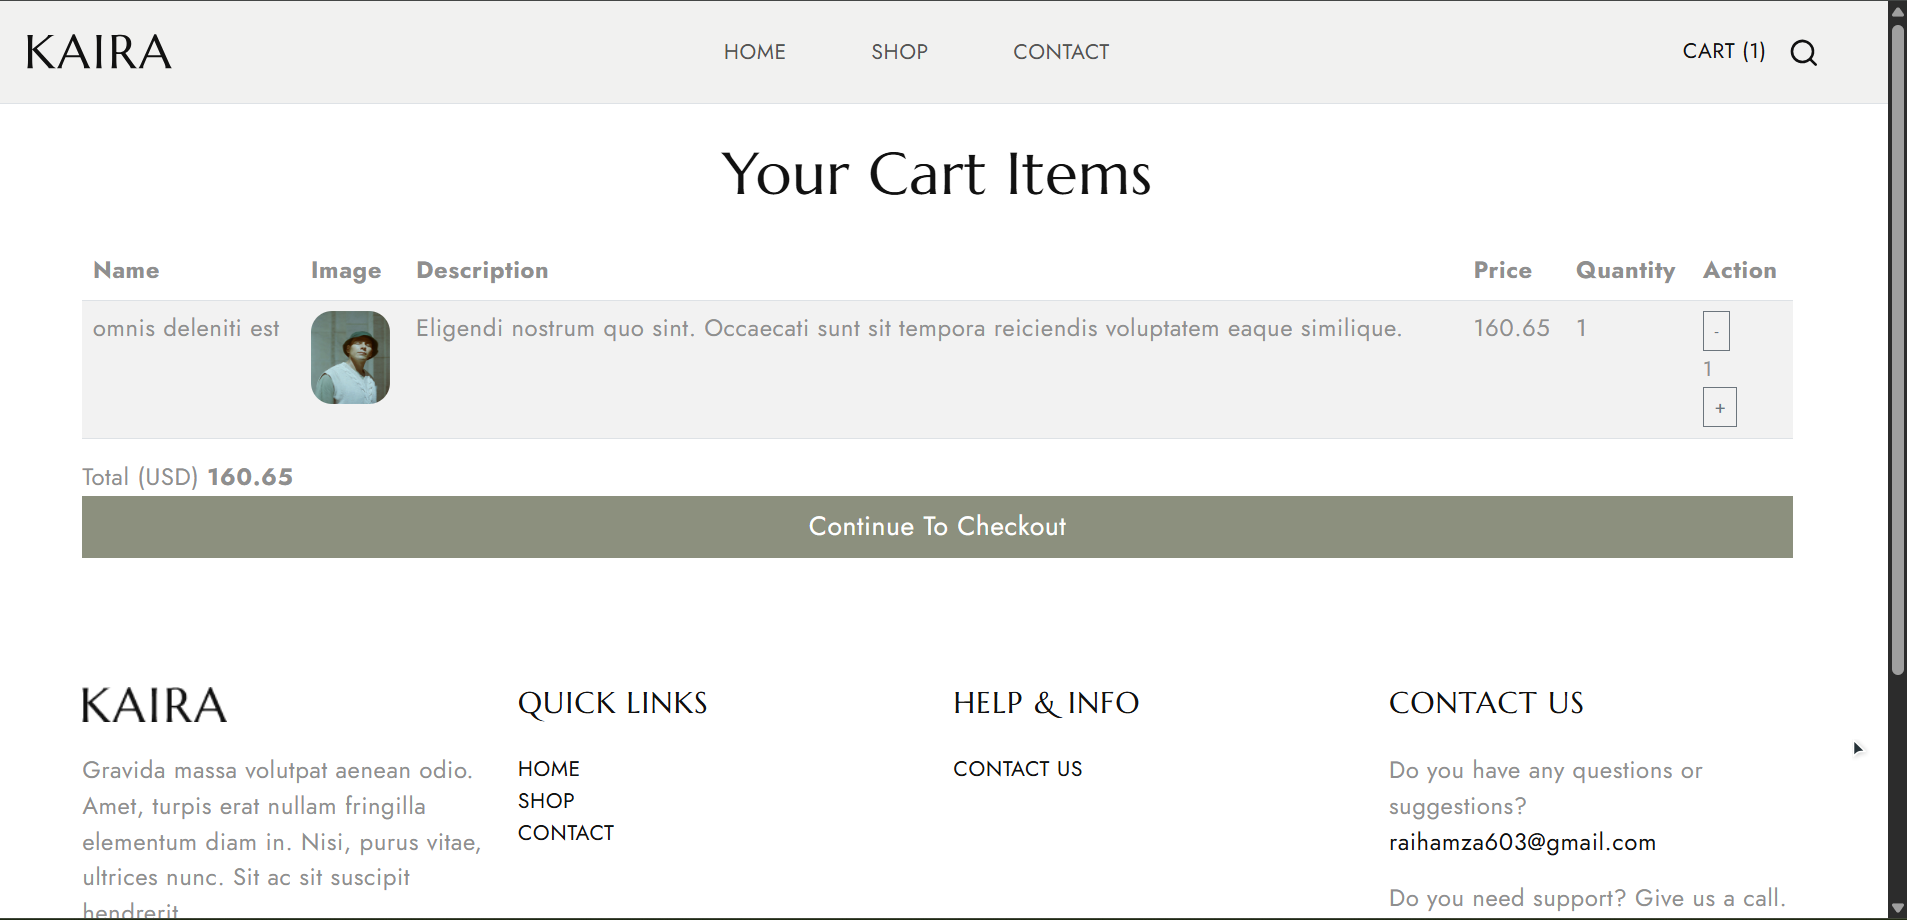 KAIRA
HOME SHOP CONTACT
CART (1)
Your Cart Items
Name Image Description Price Quantity Action
omnis deleniti est Eligendi nostrum quo sint. Occaecati sunt sit tempora reiciendis voluptatem eaque similique. 160.65 1 -
1
+
Total (USD) 160.65
Continue To Checkout
KAIRA
Gravida massa volutpat aenean odio.
Amet, turpis erat nullam fringilla
elementum diam in. Nisi, purus vitae,
ultrices nunc. Sit ac sit suscipit
hendrerit
QUICK LINKS
HOME
SHOP
CONTACT
HELP & INFO
CONTACT US
CONTACT US
Do you have any questions or
suggestions?
raihamza603@gmail.com
Do you need support? Give us a call.